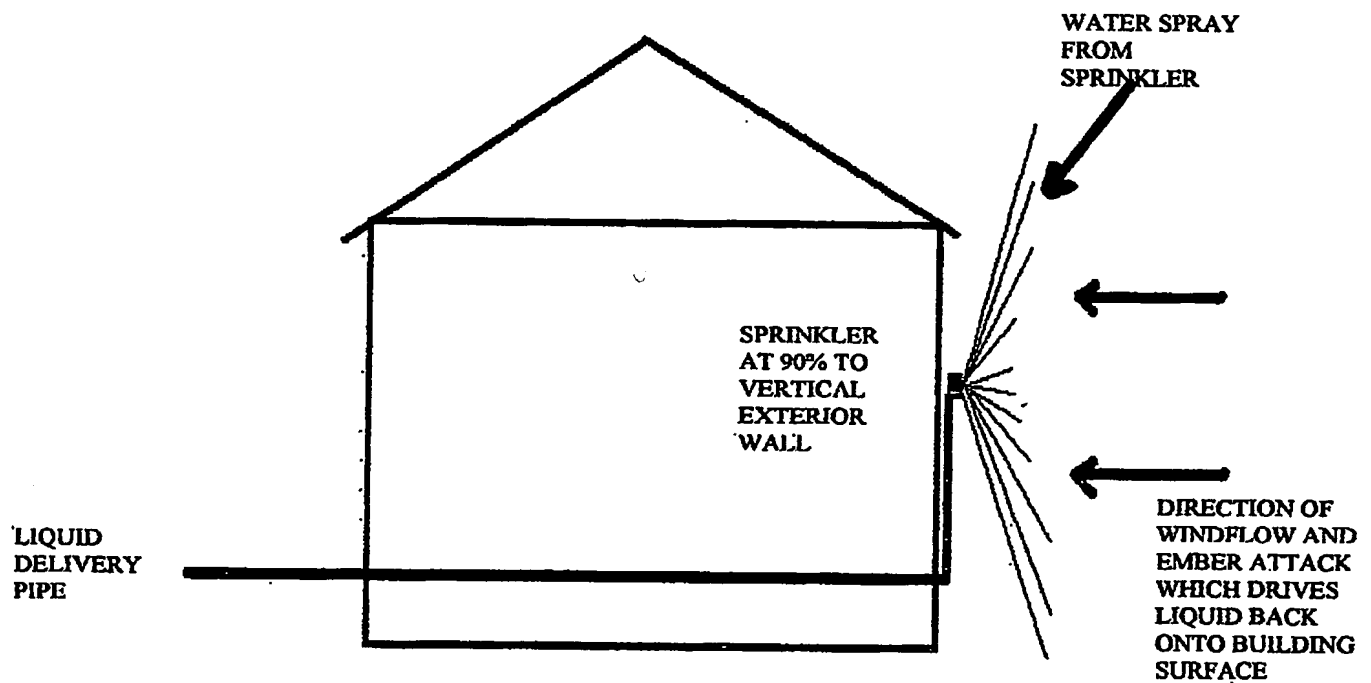 WATER SPRAY
FROM
SPRINKLER
SPRINKLER
AT 90% TO
VERTICAL
EXTERIOR
WALL
LIQUID
DELIVERY
PIPE
DIRECTION OF
WINDFLOW AND
EMBER ATTACK
WHICH DRIVES
LIQUID BACK
ONTO BUILDING
SURFACE